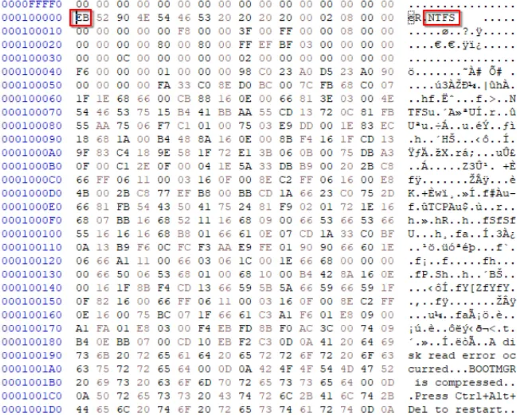 0000FFFF0 00 00 00 00 00 00 00 00 00 00 00 00 00 00 00 00 ................
000100000 EB 52 90 4E 54 46 53 20 20 20 20 00 02 08 00 00 ëR.NTFS    .....
000100010 00 00 00 00 00 F8 00 00 3F 00 FF 00 00 08 00 00 .....ø..?.ÿ.....
000100020 00 00 00 00 80 00 80 00 FF EF BF 03 00 00 00 00 ....€.€.ÿï¿.....
000100030 00 00 0C 00 00 00 00 00 02 00 00 00 00 00 00 00 ................
000100040 F6 00 00 00 01 00 00 00 98 C0 23 A0 D5 23 A0 90 ö.......˜À# Õ# .
000100050 00 00 00 00 FA 33 C0 8E D0 BC 00 7C FB 68 C0 07 ....ú3ÀŽÐ¼.|ûhÀ.
000100060 1F 1E 68 66 00 CB 88 16 0E 00 66 81 3E 03 00 4E ..hf.Ëˆ...f.>..N
000100070 54 46 53 75 15 B4 41 BB AA 55 CD 13 72 0C 81 FB TFSu.´A»ªUÍ.r..û
000100080 55 AA 75 06 F7 C1 01 00 75 03 E9 DD 00 1E 83 EC Uªu.÷Á..u.éÝ..ƒì
000100090 18 68 1A 00 B4 48 8A 16 0E 00 8B F4 16 1F CD 13 .h..´HŠ...‹ô..Í.
0001000A0 9F 83 C4 18 9E 58 1F 72 E1 3B 06 0B 00 75 DB A3 ŸƒÄ.žX.rá;...uÛ£
0001000B0 0F 00 C1 2E 0F 00 04 1E 5A 33 DB B9 00 20 2B C8 ..Á.....Z3Û¹. +È
0001000C0 66 FF 06 11 00 03 16 0F 00 8E C2 FF 06 16 00 E8 fÿ.......ŽÂÿ...è
0001000D0 4B 00 2B C8 77 EF B8 00 BB CD 1A 66 23 C0 75 2D K.+Èwï¸.»Í.f#Àu-
0001000E0 66 81 FB 54 43 50 41 75 24 81 F9 02 01 72 1E 16 f.ûTCPAu$.ù..r..
0001000F0 68 07 BB 16 68 52 11 16 68 09 00 66 53 66 53 66 h.».hR..h..fSfSf
000100100 55 16 16 16 68 B8 01 66 61 0E 07 CD 1A 33 C0 BF U...h¸.fa..Í.3À¿
000100110 0A 13 B9 F6 0C FC F3 AA E9 FE 01 90 90 66 60 1E ..¹ö.üóªéþ...f`.
000100120 06 66 A1 11 00 66 03 06 1C 00 1E 66 68 00 00 00 .f¡..f.....fh...
000100130 00 66 50 06 53 68 01 00 68 10 00 B4 42 8A 16 0E .fP.Sh..h..´BŠ..
000100140 00 16 1F 8B F4 CD 13 66 59 5B 5A 66 59 66 59 1F ...‹ôÍ.fY[ZfYfY.
000100150 0F 82 16 00 66 FF 06 11 00 03 16 0F 00 8E C2 FF .‚..fÿ.......ŽÂÿ
000100160 0E 16 00 75 BC 07 1F 66 61 C3 A1 F6 01 E8 09 00 ...u¼..faÃ¡ö.è..
000100170 A1 FA 01 E8 03 00 F4 EB FD 8B F0 AC 3C 00 74 09 ¡ú.è..ôëý‹ð¬<.t.
000100180 B4 0E BB 07 00 CD 10 EB F2 C3 0D 0A 41 20 64 69 ´.»..Í.ëòÃ..A di
000100190 73 6B 20 72 65 61 64 20 65 72 72 6F 72 20 6F 63 sk read error oc
0001001A0 63 75 72 72 65 64 00 0D 0A 42 4F 4F 54 4D 47 52 curred...BOOTMGR
0001001B0 20 69 73 20 63 6F 6D 70 72 65 73 73 65 64 00 0D is compressed..
0001001C0 0A 50 72 65 73 73 20 43 74 72 6C 2B 41 6C 74 2B .Press Ctrl+Alt+
0001001D0 44 65 6C 20 74 6F 20 72 65 73 74 61 72 74 0D 0A Del to restart..